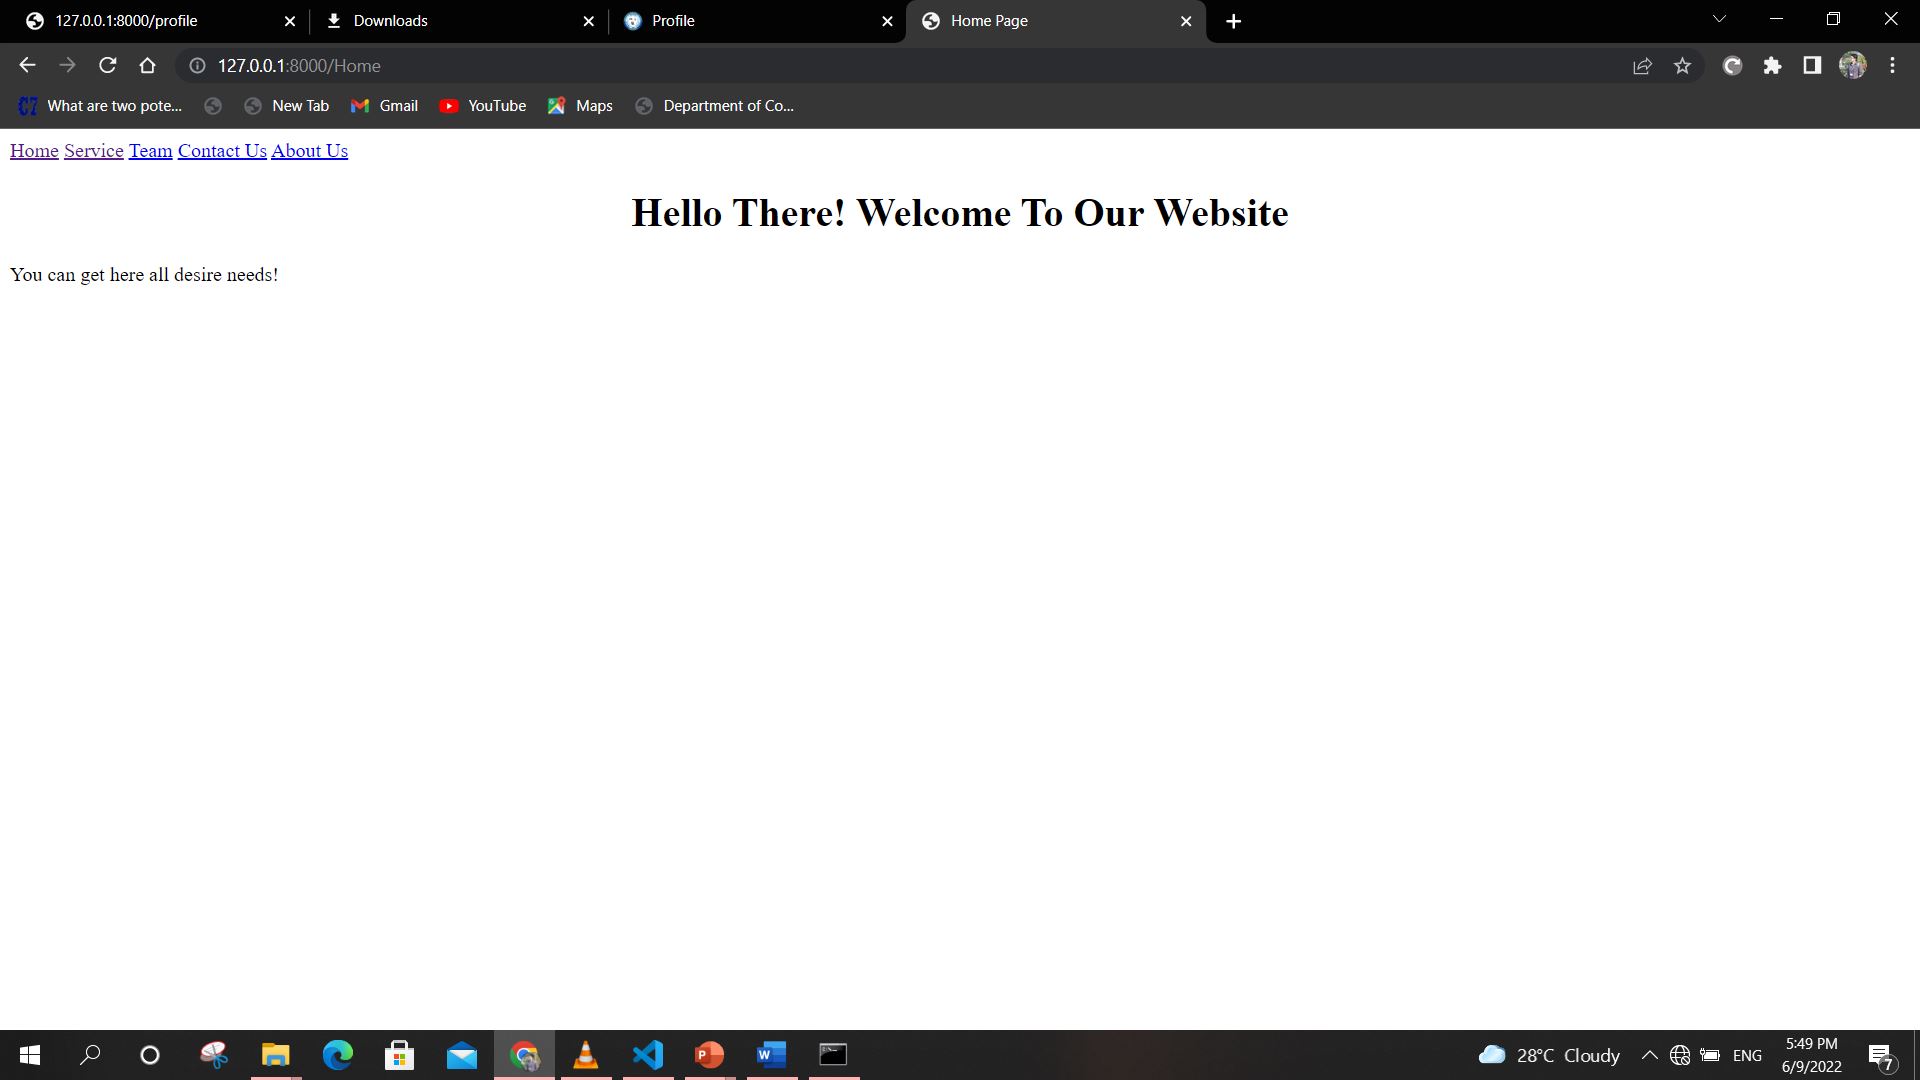 127.0.0.1:8000/profile Downloads Profile Home Page
127.0.0.1:8000/Home
What are two pote... New Tab Gmail YouTube Maps Department of Co...
Home Service Team Contact Us About Us
Hello There! Welcome To Our Website
You can get here all desire needs!
28°C Cloudy ENG 5:49 PM
6/9/2022 7